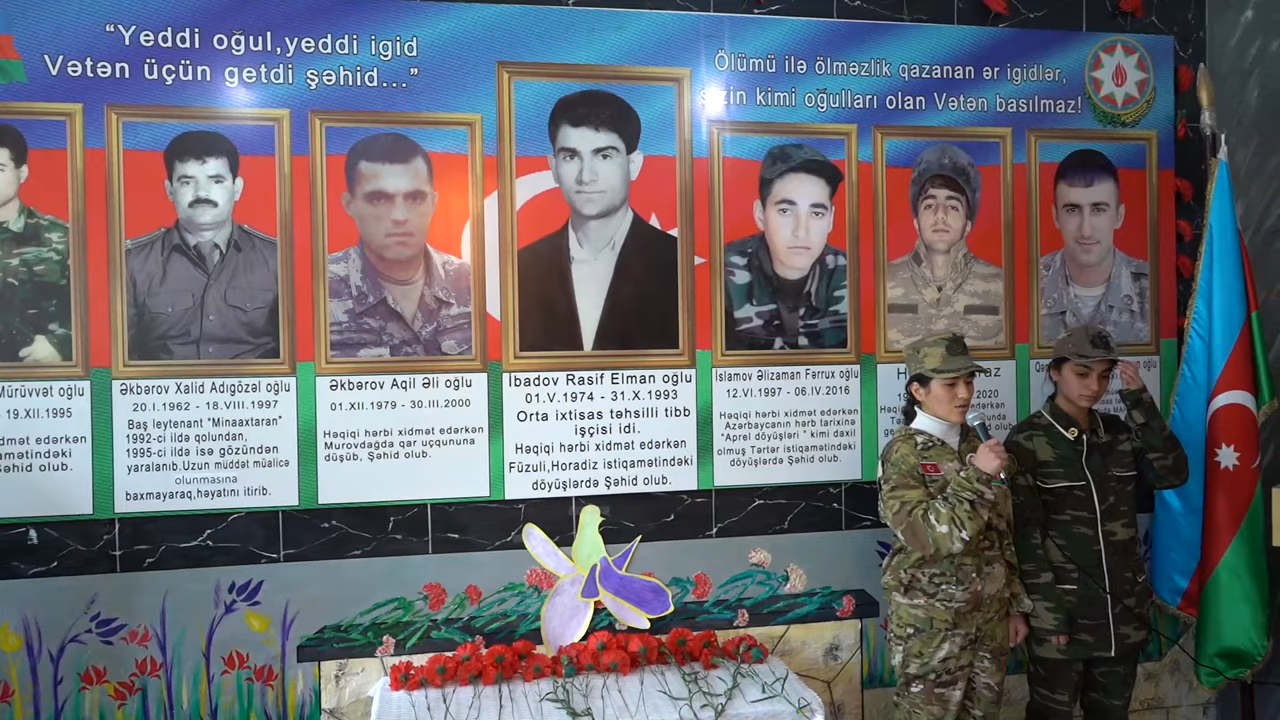 “Yeddi oğul,yeddi igid
Vətən üçün getdi şəhid...”
Ölümü ilə ölməzlik qazanan ər igidlər,
sizin kimi oğulları olan Vətən basılmaz!
Mürüvvət oğlu
19.XII.1995
xidmət edərkən
istiqamətində
Şəhid olub.
Əkbərov Xalid Adıgözəl oğlu
20.I.1962 - 18.VIII.1997
Baş leytenant "Minaaxtaran"
1992-ci ildə qolundan,
1995-ci ildə isə gözündən
yaralanıb.Uzun müddət müalicə
olunmasına
baxmayaraq,həyatını itirib.
Əkbərov Aqil Əli oğlu
01.XII.1979 - 30.III.2000
Həqiqi hərbi xidmət edərkən
Murovdağda qar uçqununa
düşüb, Şəhid olub.
İbadov Rasif Elman oğlu
01.V.1974 - 31.X.1993
Orta ixtisas təhsilli tibb
işçisi idi.
Həqiqi hərbi xidmət edərkən
Füzuli,Horadiz istiqamətindəki
döyüşlərdə Şəhid olub.
İslamov Əlizaman Fərrux oğlu
12.VI.1997 - 06.IV.2016
Həqiqi hərbi xidmət edərkən
Azərbaycanın hərb tarixinə
"Aprel döyüşləri " kimi daxil
olmuş Tərtər istiqamətindəki
döyüşlərdə Şəhid olub.
2020